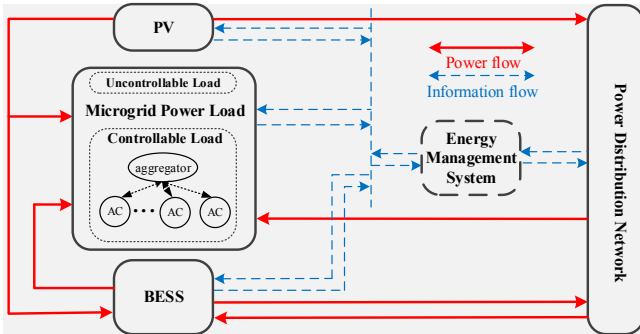 PV
Power flow
Information flow
Uncontrollable Load
Microgrid Power Load
Controllable Load
aggregator
AC
AC
AC
Energy
Management
System
BESS
Power Distribution Network